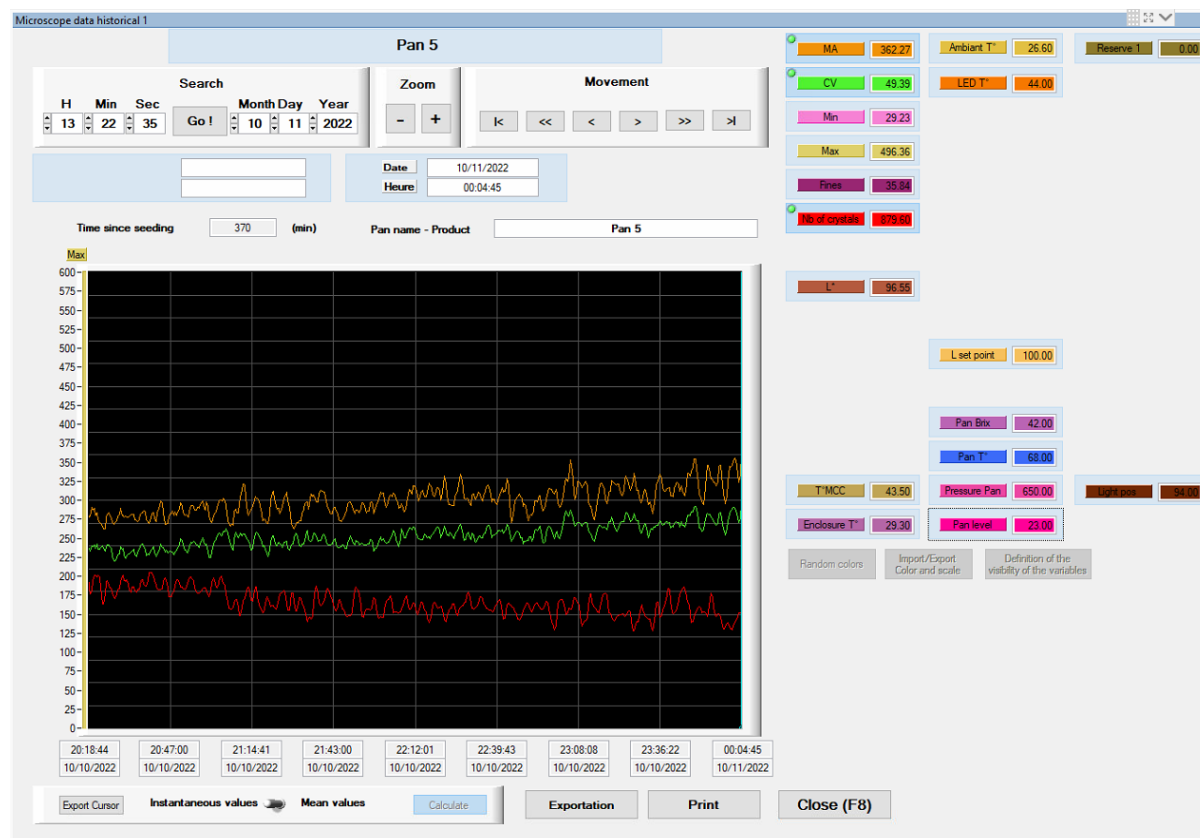 Microscope data historical 1
Pan 5
Search
H Min Sec Month Day Year
13 22 35 Go ! 10 11 2022
Zoom
- +
Movement
|< << < > >> >|
Date 10/11/2022
Heure 00:04:45
Time since seeding 370 (min)
Pan name - Product Pan 5
Max
600
575
550
525
500
475
450
425
400
375
350
325
300
275
250
225
200
175
150
125
100
75
50
25
0
20:18:44 20:47:00 21:14:41 21:43:00 22:12:01 22:39:43 23:08:08 23:36:22 00:04:45
10/10/2022 10/10/2022 10/10/2022 10/10/2022 10/10/2022 10/10/2022 10/10/2022 10/10/2022 10/11/2022
Export Cursor Instantaneous values Mean values Calculate
Exportation Print Close (F8)
MA 362.27 Ambiant T° 26.60 Reserve 1 0.00
CV 49.39 LED T° 44.00
Min 29.23
Max 496.36
Fines 35.84
Nb of crystals 879.60
L* 96.55
L set point 100.00
Pan Brix 42.00
Pan T° 68.00
T°MCC 43.50 Pressure Pan 650.00 Light pos 94.00
Enclosure T° 29.30 Pan level 23.00
Random colors
Import/Export
Color and scale
Definition of the
visibility of the variables